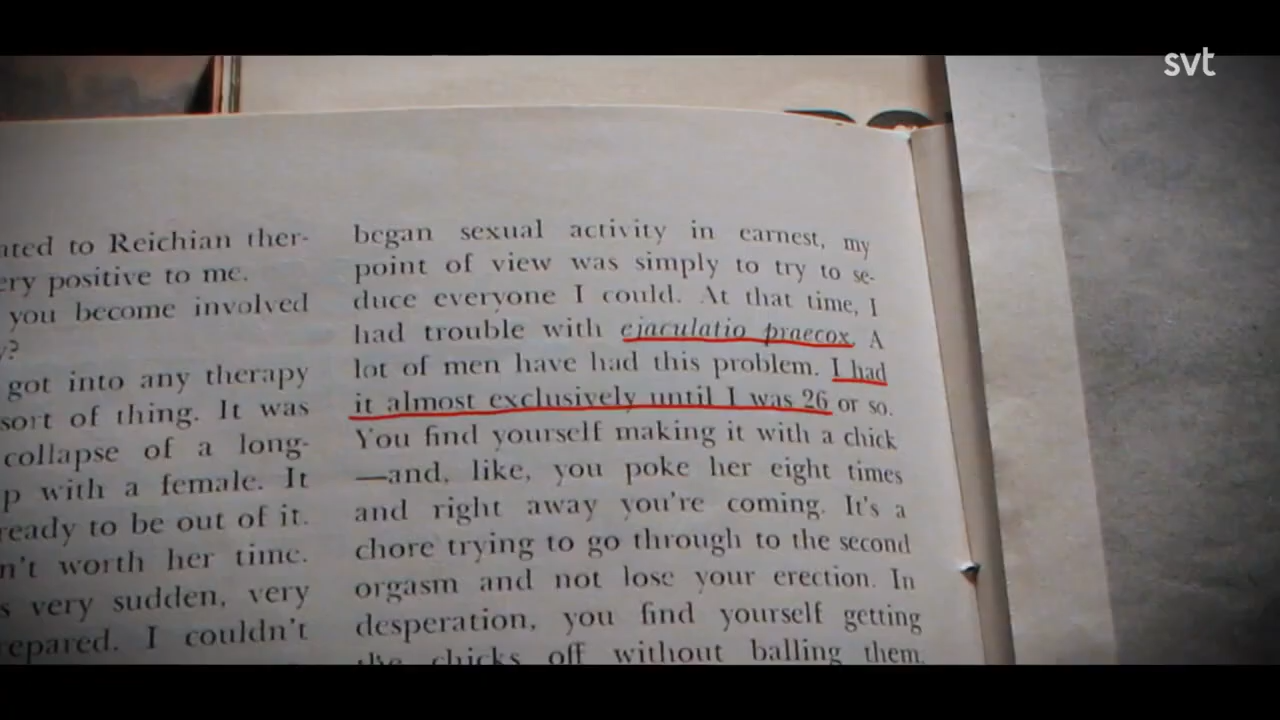 svt
ated to Reichian ther-
ery positive to me.
you become involved
y?
got into any therapy
sort of thing. It was
collapse of a long-
p with a female. It
ready to be out of it.
n't worth her time.
s very sudden, very
repared. I couldn't
began sexual activity in earnest, my
point of view was simply to try to se-
duce everyone I could. At that time, I
had trouble with ejaculatio praecox. A
lot of men have had this problem. I had
it almost exclusively until I was 26 or so.
You find yourself making it with a chick
—and, like, you poke her eight times
and right away you're coming. It's a
chore trying to go through to the second
orgasm and not lose your erection. In
desperation, you find yourself getting
the chicks off without balling them.